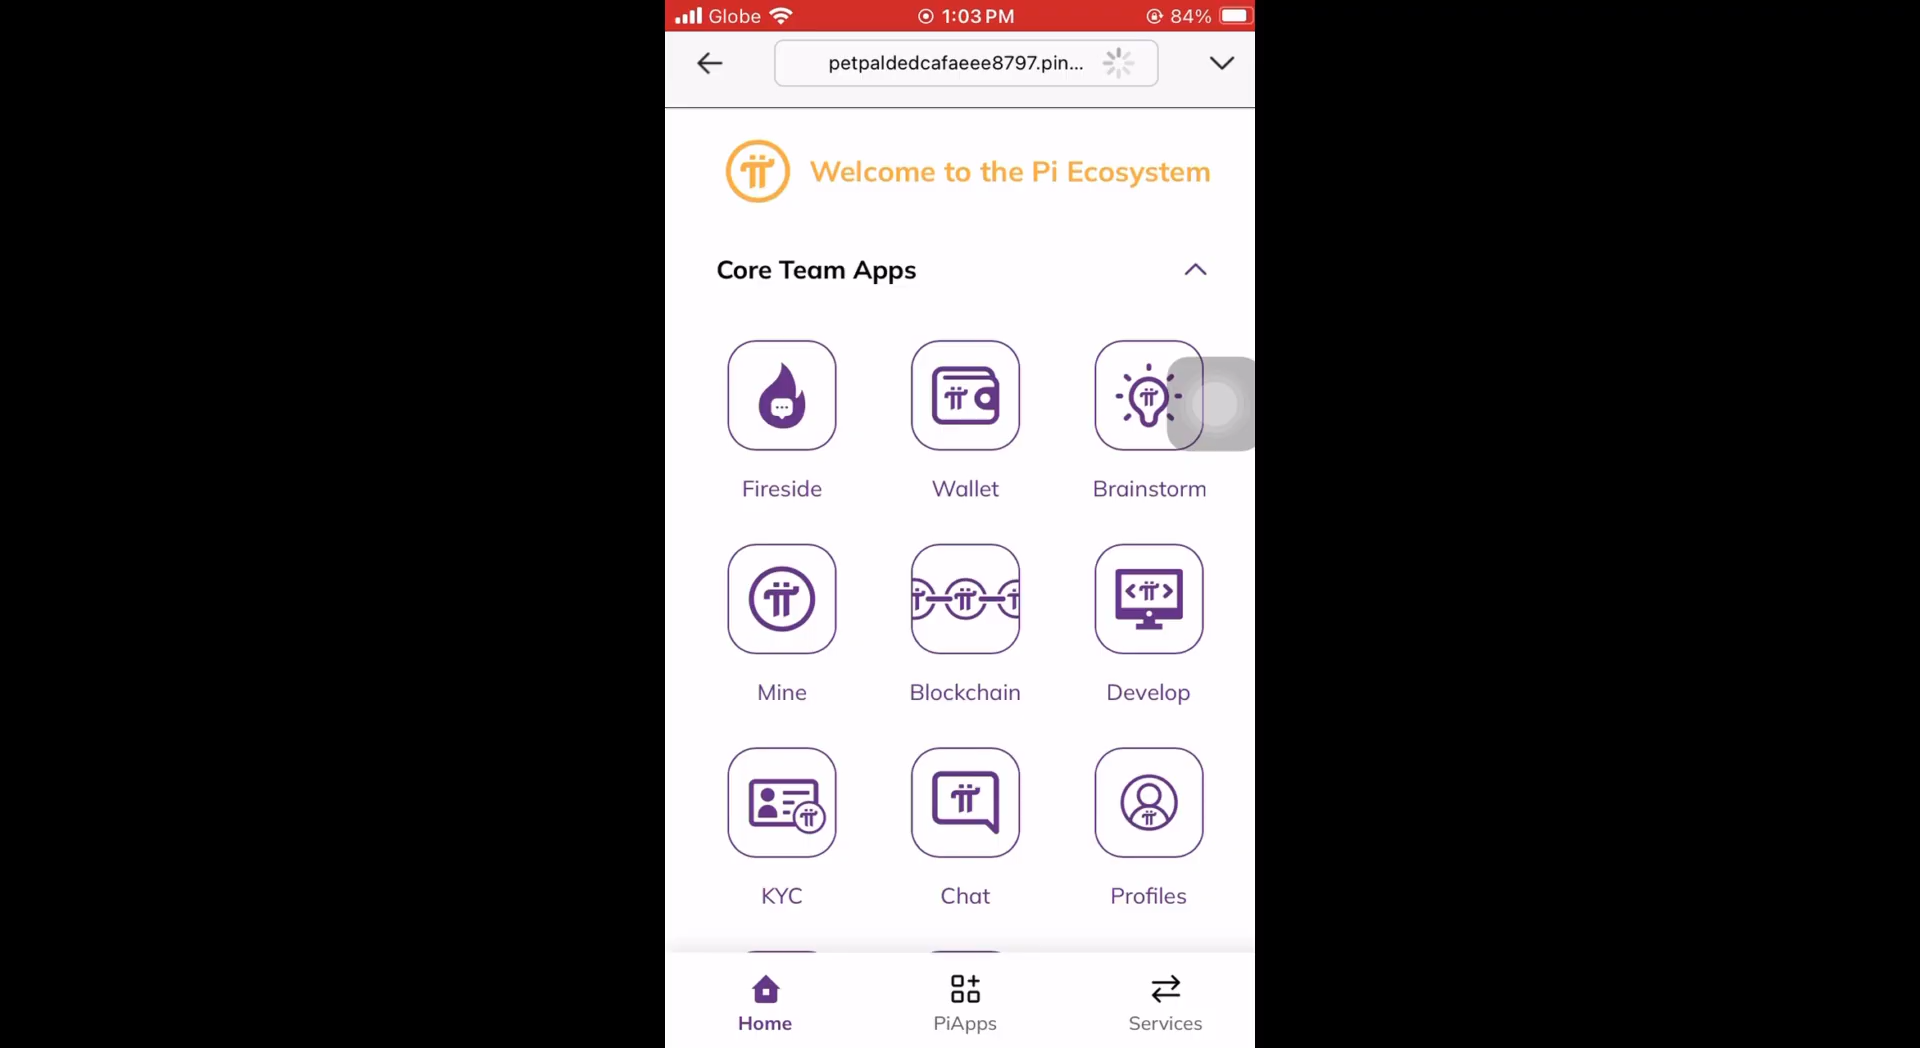 Globe 1:03 PM 84%
petpaldedcafaeee8797.pin...
Welcome to the Pi Ecosystem
Core Team Apps
Fireside Wallet Brainstorm
Mine Blockchain Develop
KYC Chat Profiles
Home PiApps Services